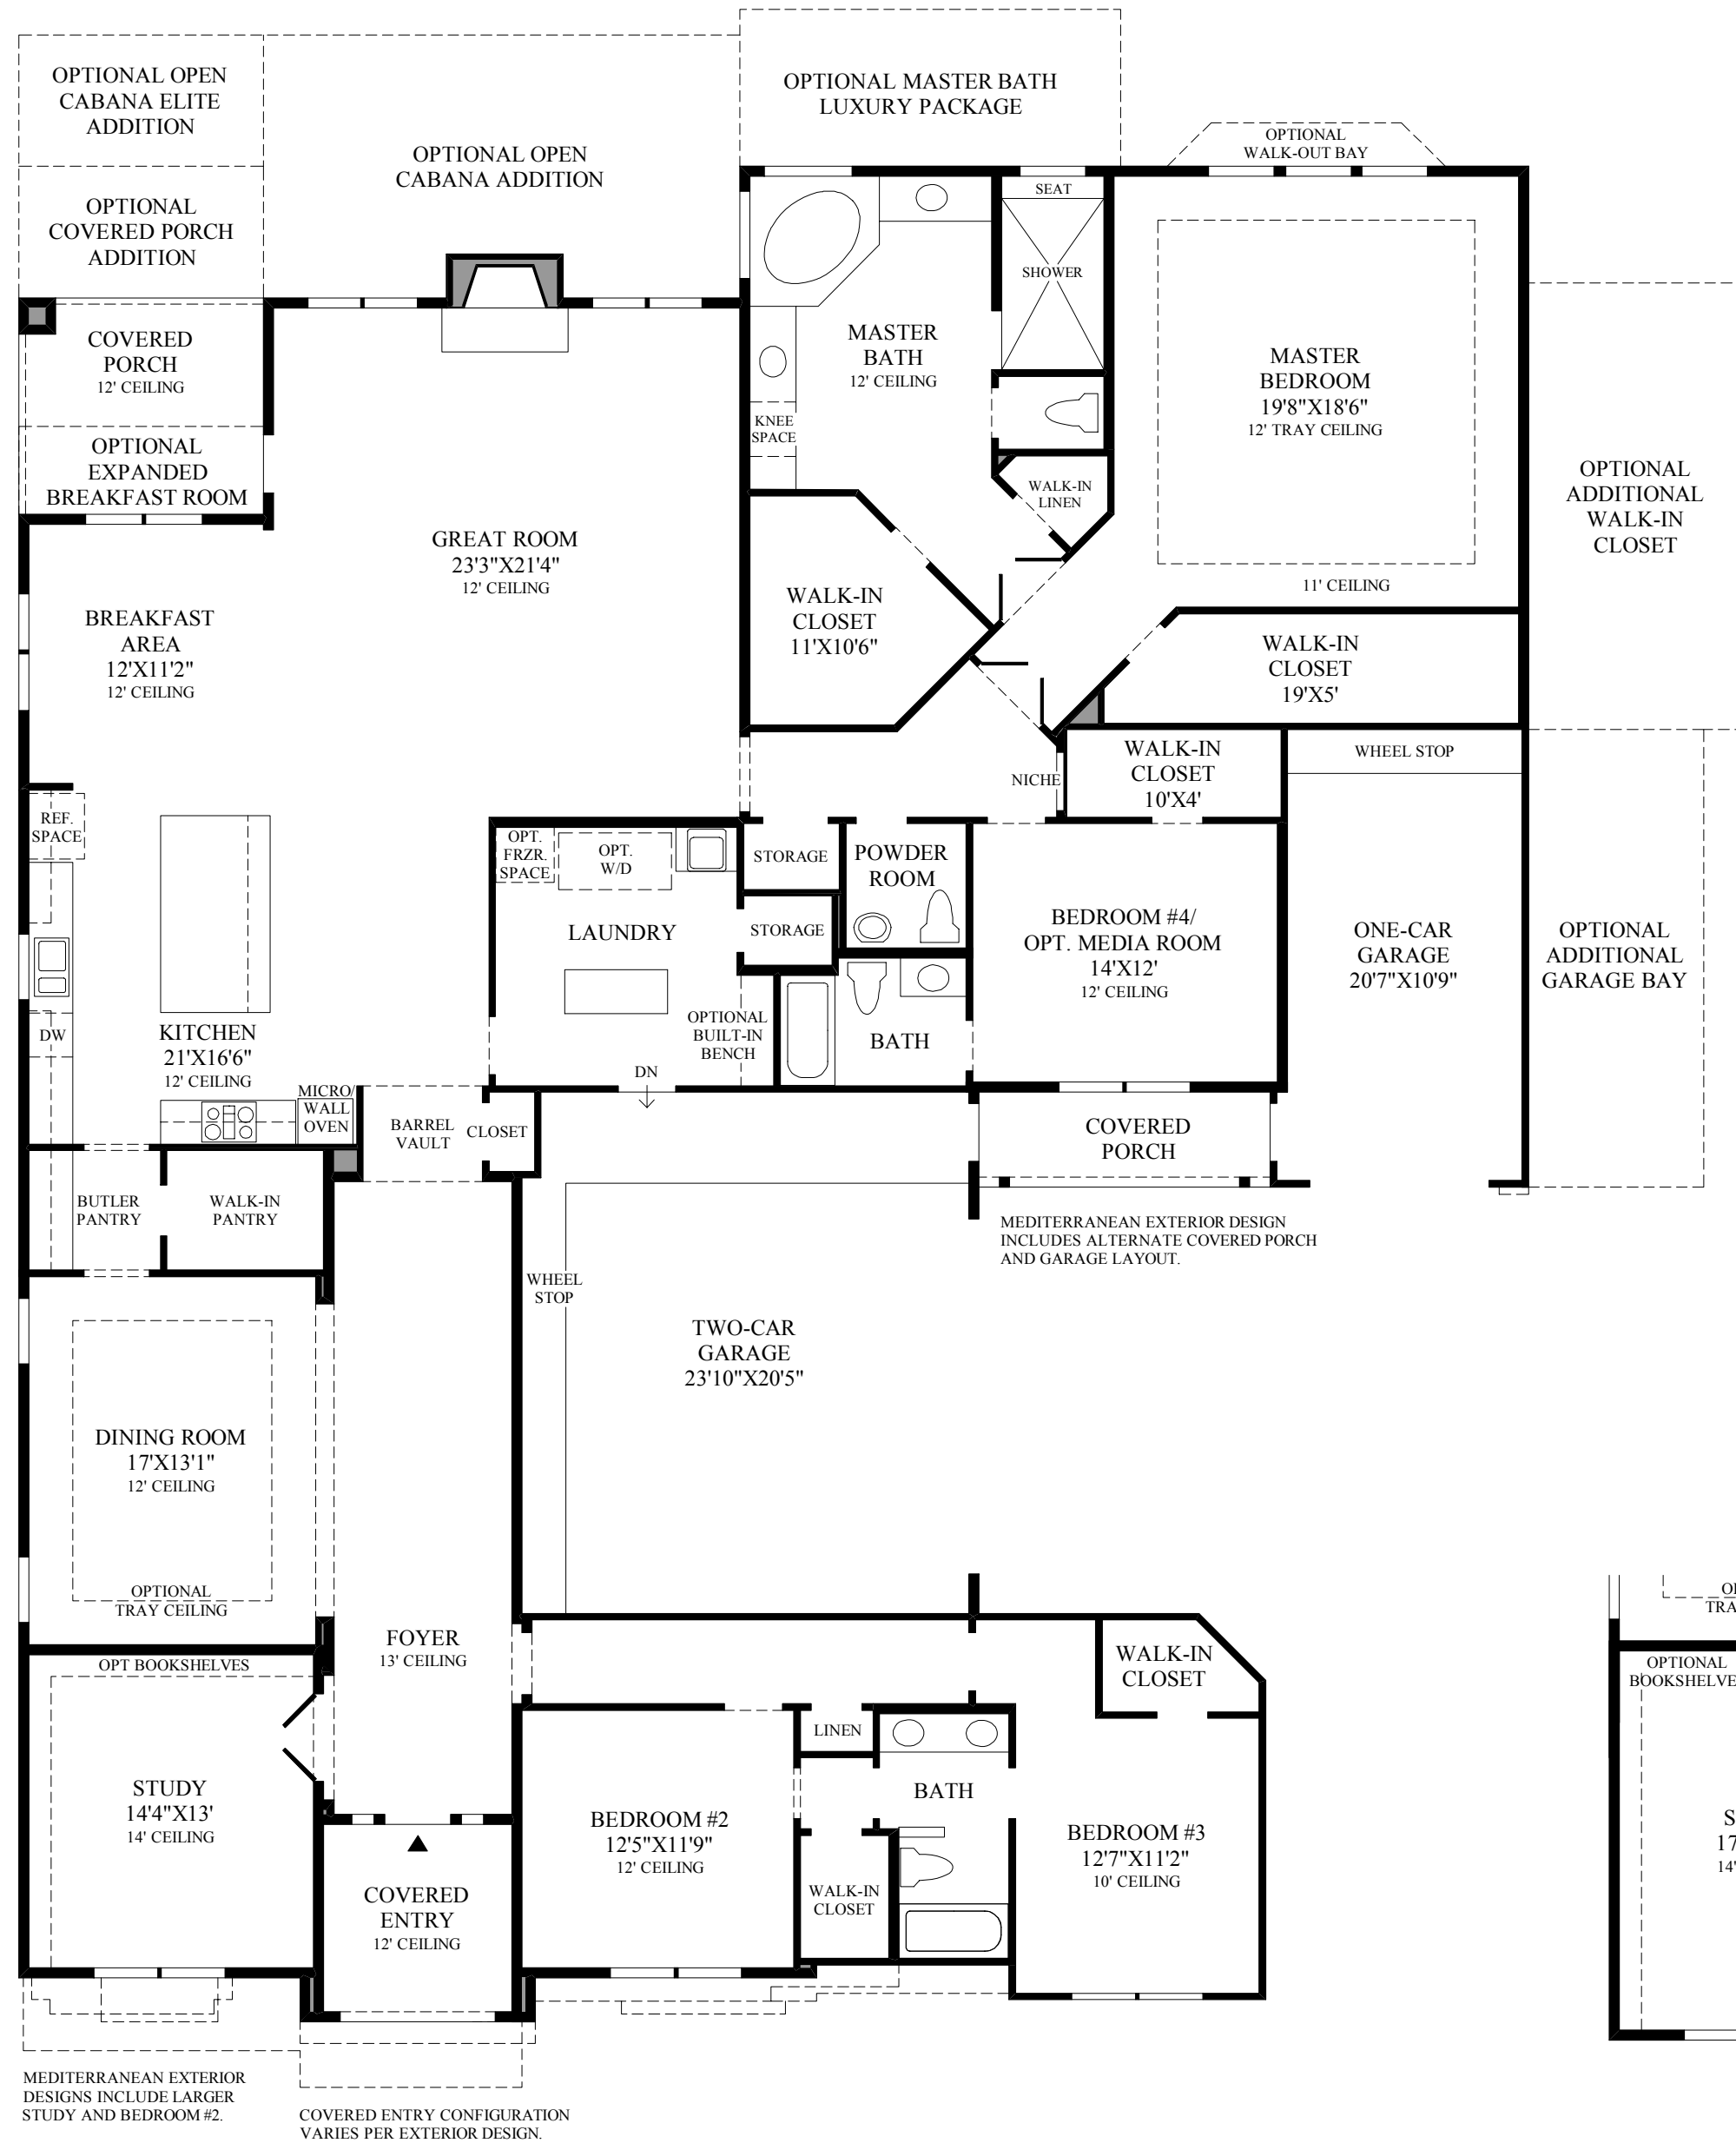 OPTIONAL OPEN
CABANA ELITE
ADDITION
OPTIONAL OPEN
CABANA ADDITION
OPTIONAL MASTER BATH
LUXURY PACKAGE
OPTIONAL
WALK-OUT BAY
OPTIONAL
COVERED PORCH
ADDITION
SEAT
SHOWER
COVERED
PORCH
12' CEILING
MASTER
BATH
12' CEILING
MASTER
BEDROOM
19'8"X18'6"
12' TRAY CEILING
KNEE
SPACE
OPTIONAL
EXPANDED
BREAKFAST ROOM
WALK-IN
LINEN
OPTIONAL
ADDITIONAL
WALK-IN
CLOSET
GREAT ROOM
23'3"X21'4"
12' CEILING
11' CEILING
BREAKFAST
AREA
12'X11'2"
12' CEILING
WALK-IN
CLOSET
11'X10'6"
WALK-IN
CLOSET
19'X5'
NICHE
WALK-IN
CLOSET
10'X4'
WHEEL STOP
REF.
SPACE
OPT.
FRZR.
SPACE
OPT.
W/D
STORAGE
POWDER
ROOM
LAUNDRY
STORAGE
BEDROOM #4/
OPT. MEDIA ROOM
14'X12'
12' CEILING
ONE-CAR
GARAGE
20'7"X10'9"
OPTIONAL
ADDITIONAL
GARAGE BAY
DW
KITCHEN
21'X16'6"
12' CEILING
OPTIONAL
BUILT-IN
BENCH
BATH
DN
MICRO/
WALL
OVEN
BARREL
VAULT
CLOSET
COVERED
PORCH
BUTLER
PANTRY
WALK-IN
PANTRY
MEDITERRANEAN EXTERIOR DESIGN
INCLUDES ALTERNATE COVERED PORCH
AND GARAGE LAYOUT.
WHEEL
STOP
TWO-CAR
GARAGE
23'10"X20'5"
DINING ROOM
17'X13'1"
12' CEILING
OPTIONAL
TRAY CEILING
FOYER
13' CEILING
WALK-IN
CLOSET
OPT BOOKSHELVES
LINEN
STUDY
14'4"X13'
14' CEILING
BATH
BEDROOM #2
12'5"X11'9"
12' CEILING
BEDROOM #3
12'7"X11'2"
10' CEILING
WALK-IN
CLOSET
COVERED
ENTRY
12' CEILING
OPTIONAL
MEDITERRANEAN EXTERIOR
DESIGNS INCLUDE LARGER
STUDY AND BEDROOM #2.
COVERED ENTRY CONFIGURATION
VARIES PER EXTERIOR DESIGN.